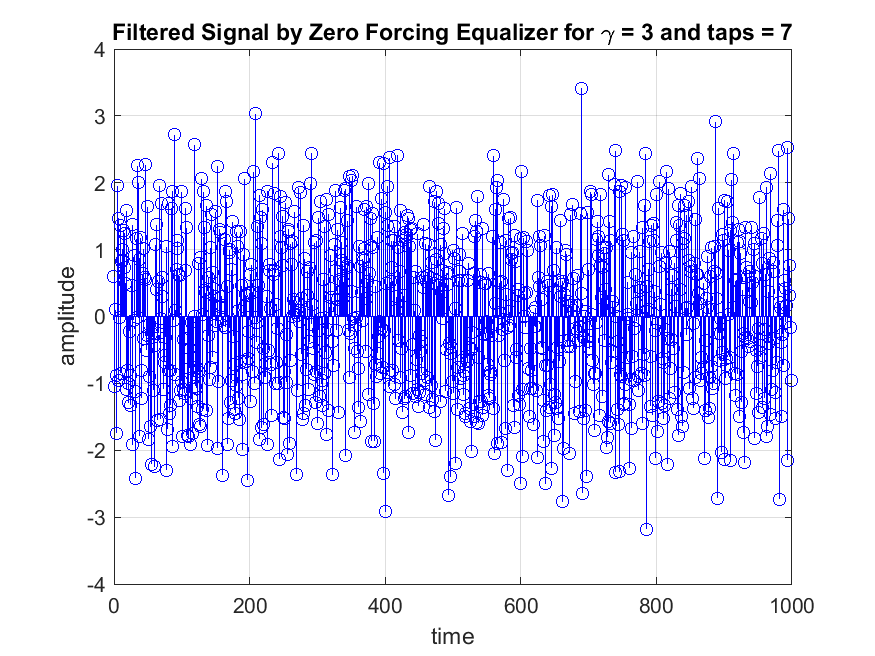 Filtered Signal by Zero Forcing Equalizer for γ = 3 and taps = 7
4
3
2
1
0
-1
-2
-3
-4
amplitude
0 200 400 600 800 1000
time